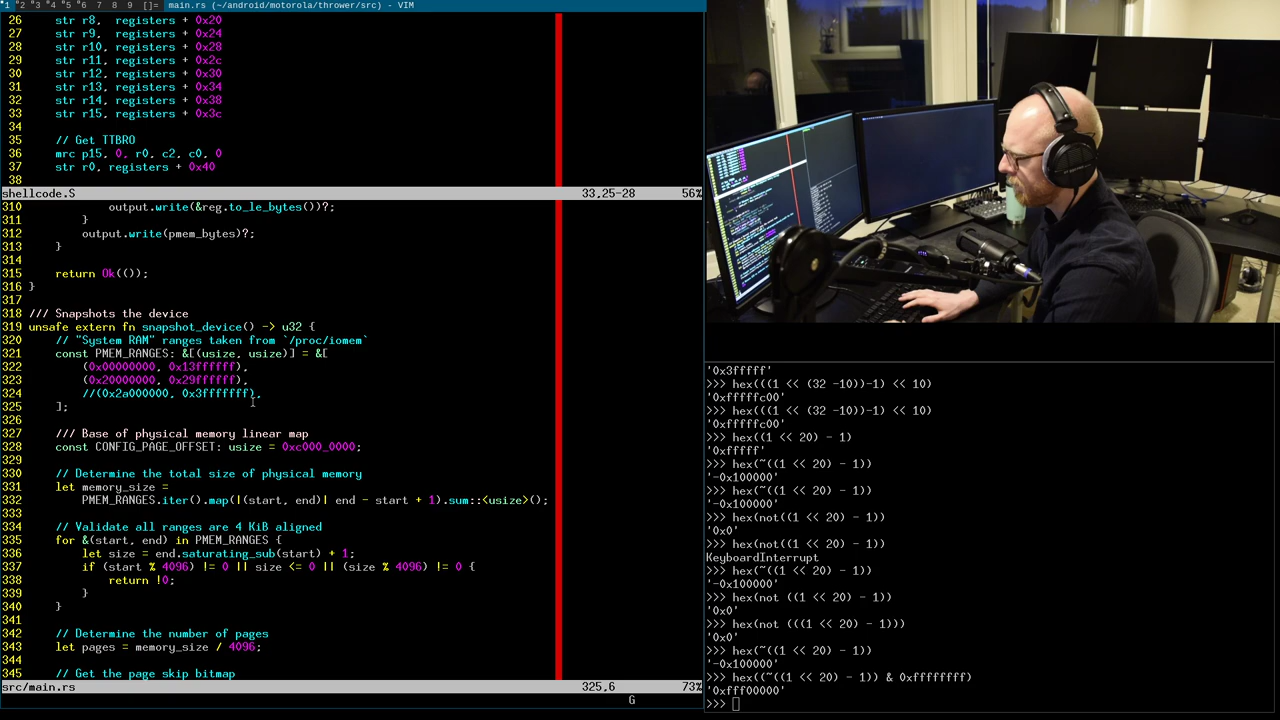 1 2 3 4 5 6 7 8 9 []= main.rs (~/android/motorola/thrower/src) - VIM
26 str r8, registers + 0x20
27 str r9, registers + 0x24
28 str r10, registers + 0x28
29 str r11, registers + 0x2c
30 str r12, registers + 0x30
31 str r13, registers + 0x34
32 str r14, registers + 0x38
33 str r15, registers + 0x3c
34
35 // Get TTBR0
36 mrc p15, 0, r0, c2, c0, 0
37 str r0, registers + 0x40
38
shellcode.S 33,25-28 56%
310 output.write(&reg.to_le_bytes())?;
311 }
312 output.write(pmem_bytes)?;
313 }
314
315 return Ok(());
316 }
317
318 /// Snapshots the device
319 unsafe extern fn snapshot_device() -> u32 {
320 // "System RAM" ranges taken from `/proc/iomem`
321 const PMEM_RANGES: &[(usize, usize)] = &[
322 (0x00000000, 0x13ffffff),
323 (0x20000000, 0x29ffffff),
324 //(0x2a000000, 0x3fffffff),
325 ];
326
327 /// Base of physical memory linear map
328 const CONFIG_PAGE_OFFSET: usize = 0xc000_0000;
329
330 // Determine the total size of physical memory
331 let memory_size =
332 PMEM_RANGES.iter().map(|(start, end)| end - start + 1).sum::<usize>();
333
334 // Validate all ranges are 4 KiB aligned
335 for &(start, end) in PMEM_RANGES {
336 let size = end.saturating_sub(start) + 1;
337 if (start % 4096) != 0 || size <= 0 || (size % 4096) != 0 {
338 return !0;
339 }
340 }
341
342 // Determine the number of pages
343 let pages = memory_size / 4096;
344
345 // Get the page skip bitmap
src/main.rs 325,6 73%
G
'0x3fffff'
>>> hex(((1 << (32 -10))-1) << 10)
'0xfffffc00'
>>> hex(((1 << (32 -10))-1) << 10)
'0xfffffc00'
>>> hex((1 << 20) - 1)
'0xfffff'
>>> hex(~((1 << 20) - 1))
'-0x100000'
>>> hex(~((1 << 20) - 1))
'-0x100000'
>>> hex(not((1 << 20) - 1))
'0x0'
>>> hex(not((1 << 20) - 1))
KeyboardInterrupt
>>> hex(~((1 << 20) - 1))
'-0x100000'
>>> hex(not ((1 << 20) - 1))
'0x0'
>>> hex(not (((1 << 20) - 1)))
'0x0'
>>> hex(~((1 << 20) - 1))
'-0x100000'
>>> hex((~((1 << 20) - 1)) & 0xffffffff)
'0xfff00000'
>>>